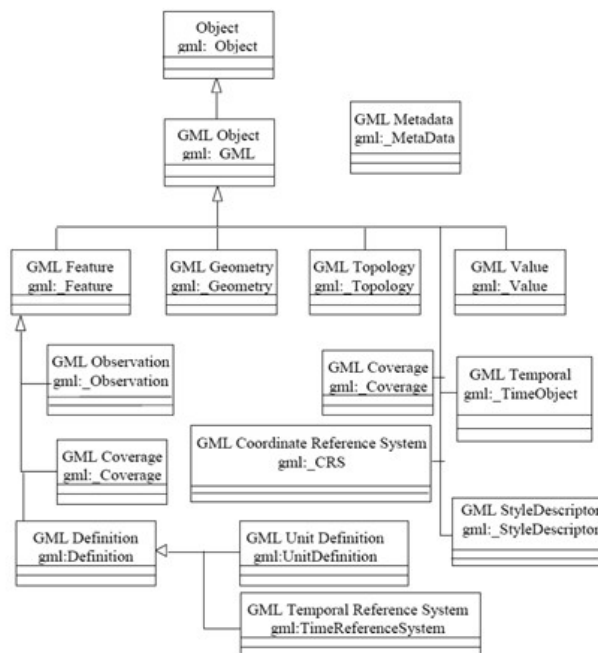 Object
gml:_Object
GML Object
gml:_GML
GML Metadata
gml:_MetaData
GML Feature
gml:_Feature
GML Geometry
gml:_Geometry
GML Topology
gml:_Topology
GML Value
gml:_Value
GML Observation
gml:_Observation
GML Coverage
gml:_Coverage
GML Temporal
gml:_TimeObject
GML Coordinate Reference System
gml:_CRS
GML Coverage
gml:_Coverage
GML StyleDescriptor
gml:_StyleDescriptor
GML Definition
gml:Definition
GML Unit Definition
gml:UnitDefinition
GML Temporal Reference System
gml:TimeReferenceSystem